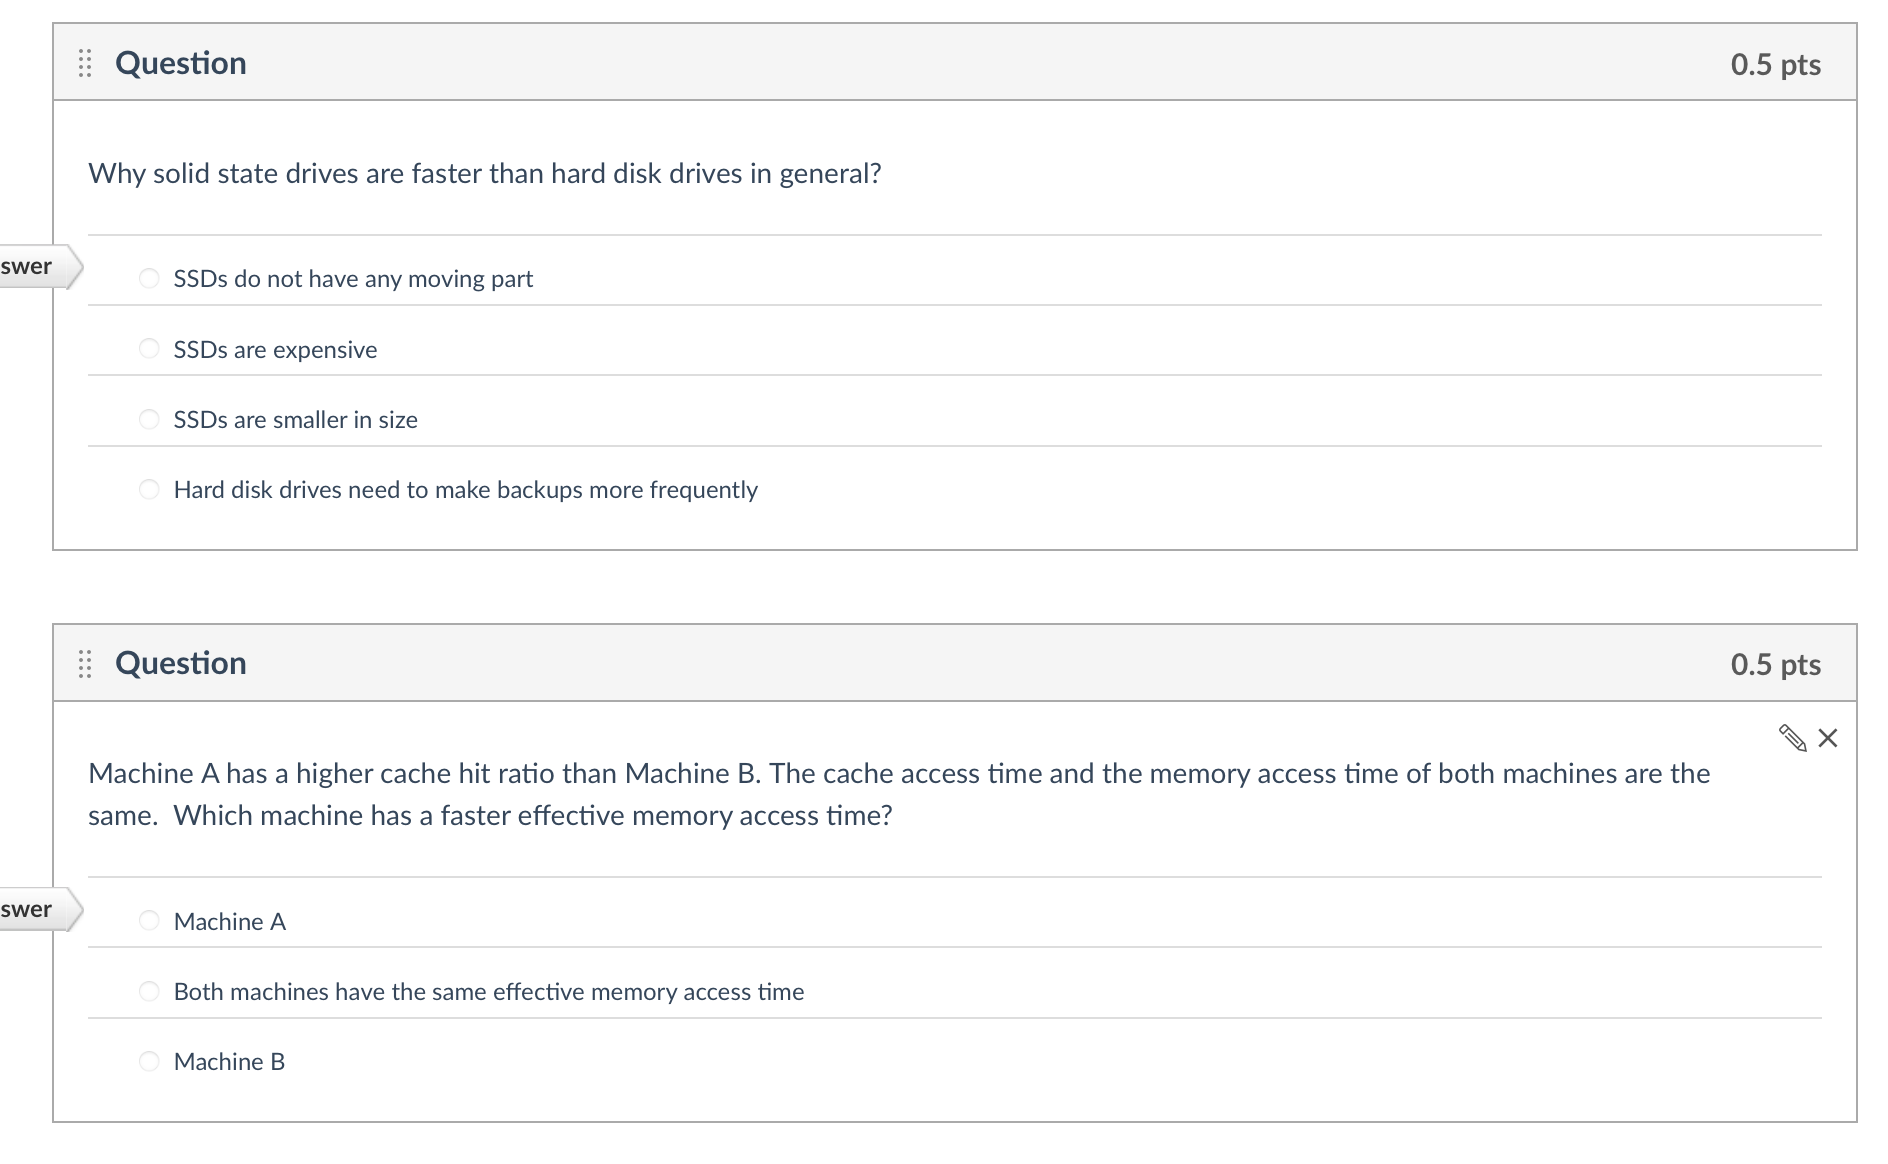 Question 0.5 pts
Why solid state drives are faster than hard disk drives in general?
swer
SSDs do not have any moving part
SSDs are expensive
SSDs are smaller in size
Hard disk drives need to make backups more frequently
Question 0.5 pts
Machine A has a higher cache hit ratio than Machine B. The cache access time and the memory access time of both machines are the
same.  Which machine has a faster effective memory access time?
swer
Machine A
Both machines have the same effective memory access time
Machine B